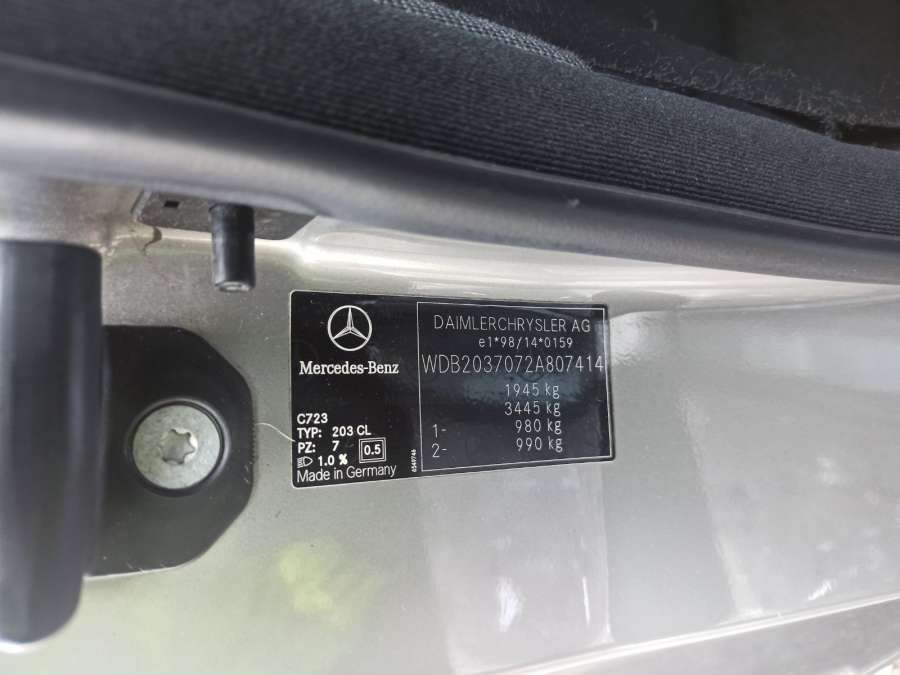 Mercedes-Benz
C723
TYP: 203 CL
PZ: 7
0.5
1.0 %
Made in Germany
6549746
DAIMLERCHRYSLER AG
e1*98/14*0159
WDB2037072A807414
1945 kg
3445 kg
1- 980 kg
2- 990 kg